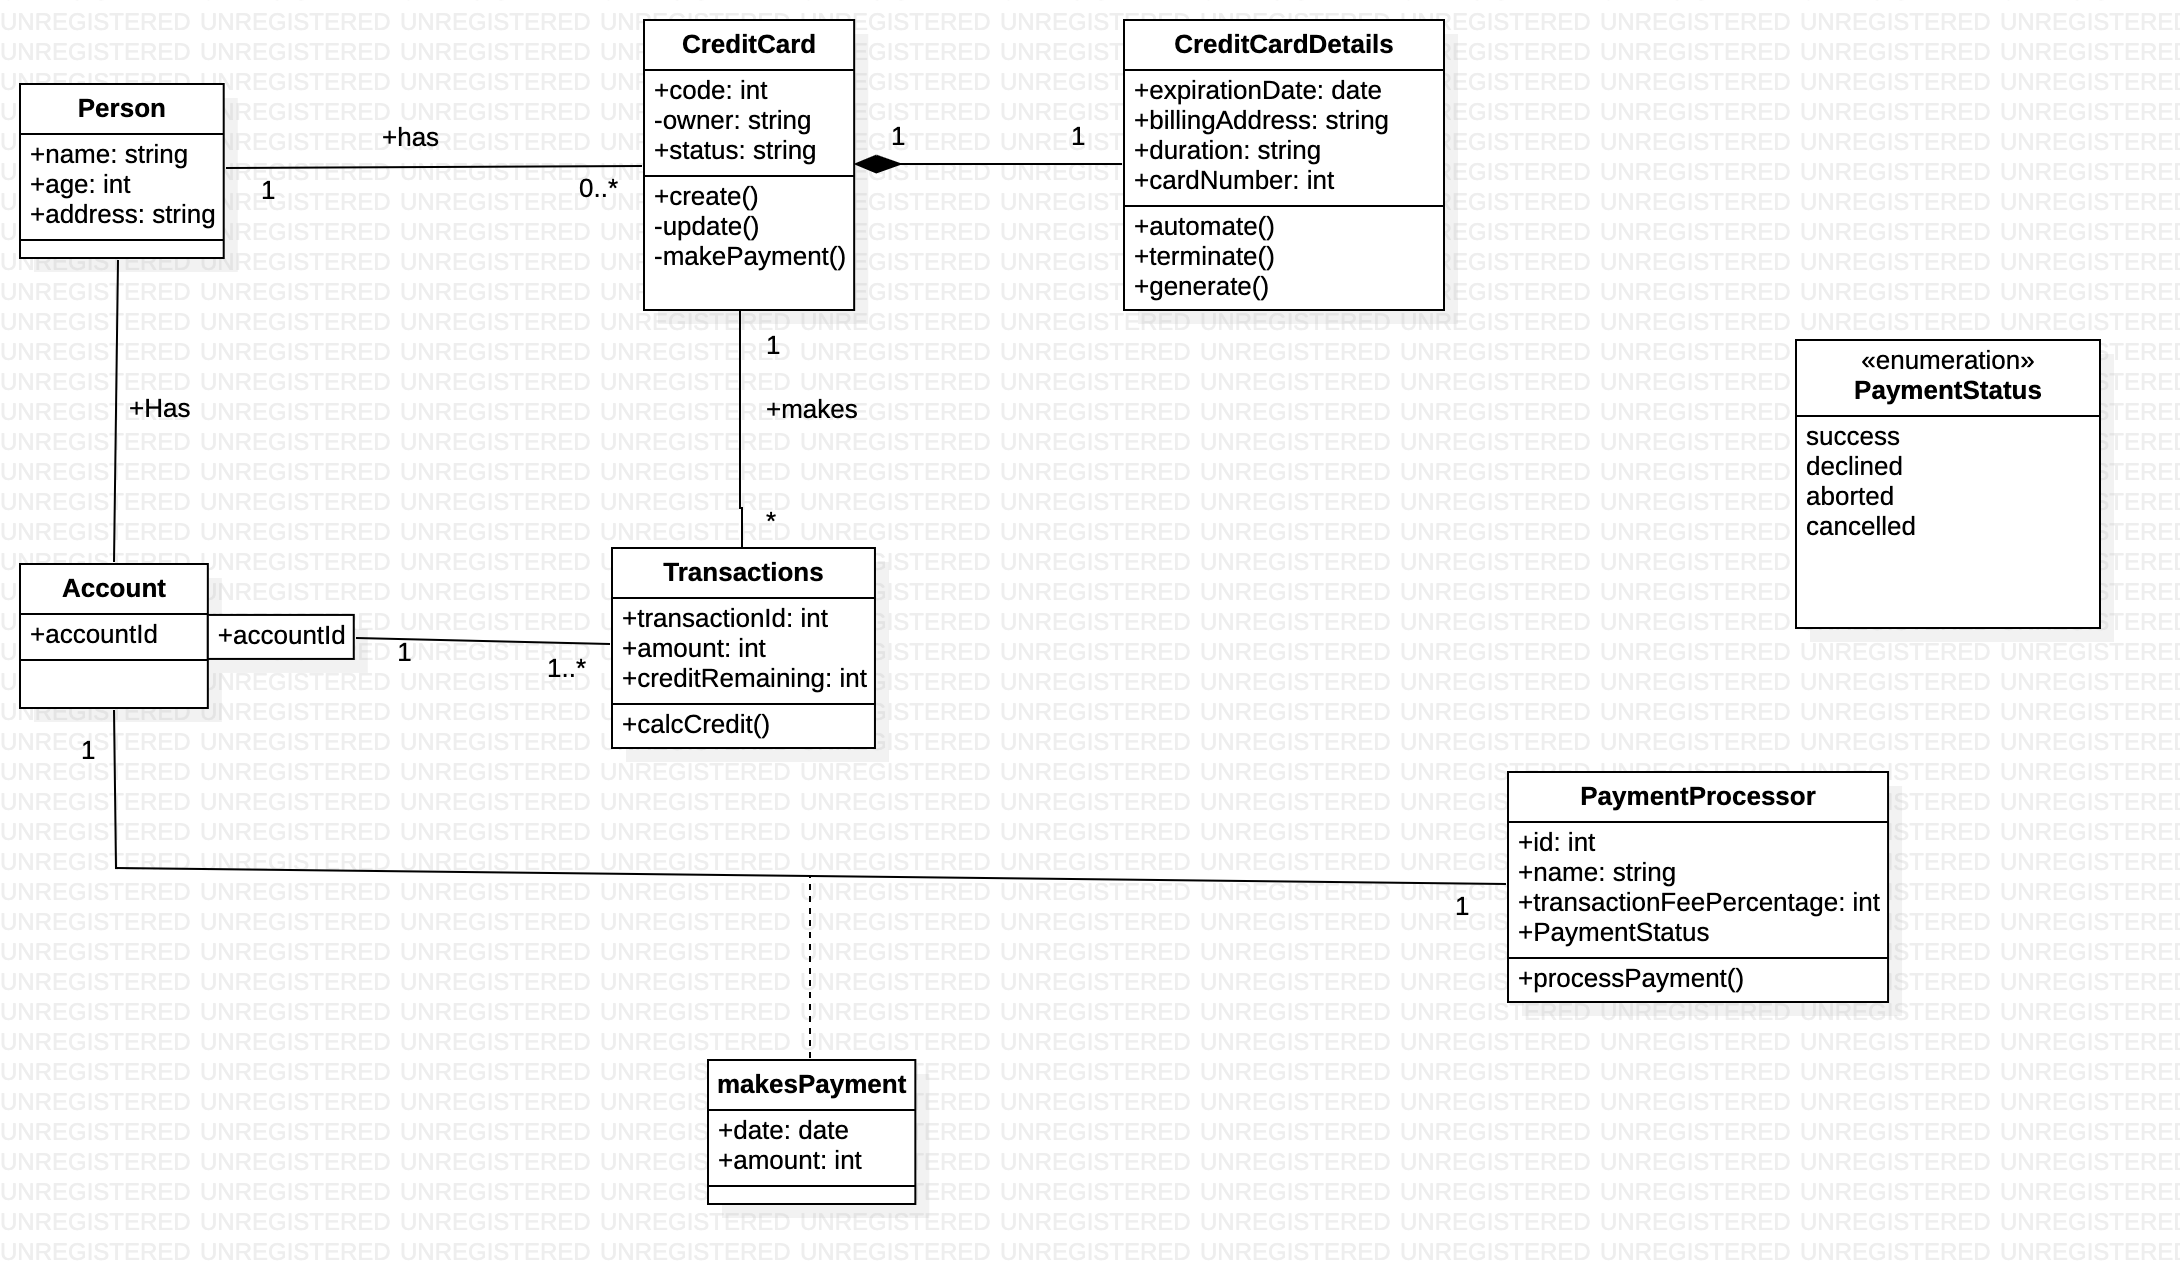 CreditCard
+code: int
-owner: string
+status: string
+create()
-update()
-makePayment()
CreditCardDetails
+expirationDate: date
+billingAddress: string
+duration: string
+cardNumber: int
+automate()
+terminate()
+generate()
Person
+name: string
+age: int
+address: string
+has
1
0..*
1
1
+Has
1
+makes
*
«enumeration»
PaymentStatus
success
declined
aborted
cancelled
Account
+accountId
+accountId
1
1..*
Transactions
+transactionId: int
+amount: int
+creditRemaining: int
+calcCredit()
1
1
PaymentProcessor
+id: int
+name: string
+transactionFeePercentage: int
+PaymentStatus
+processPayment()
makesPayment
+date: date
+amount: int
UNREGISTERED